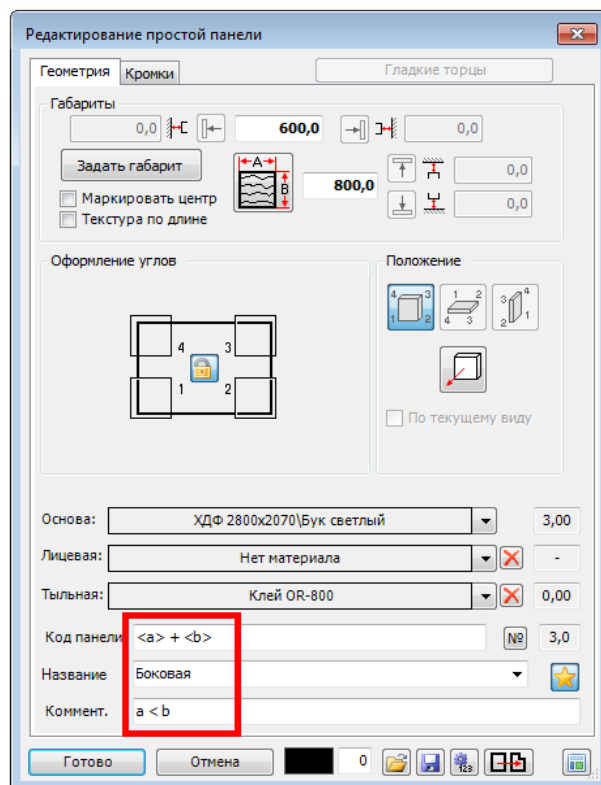 Редактирование простой панели
Геометрия Кромки Гладкие торцы
Габариты
0,0 600,0 0,0
Задать габарит A B 800,0 0,0
Маркировать центр 0,0
Текстура по длине
Оформление углов Положение
4 3 1 2
4 3 1 2 1 2 4 3 3 4 2 1
По текущему виду
Основа: ХДФ 2800x2070\Бук светлый 3,00
Лицевая: Нет материала -
Тыльная: Клей OR-800 0,00
Код панели <a> + <b> № 3,0
Название Боковая
Коммент. a < b
Готово Отмена 0 123